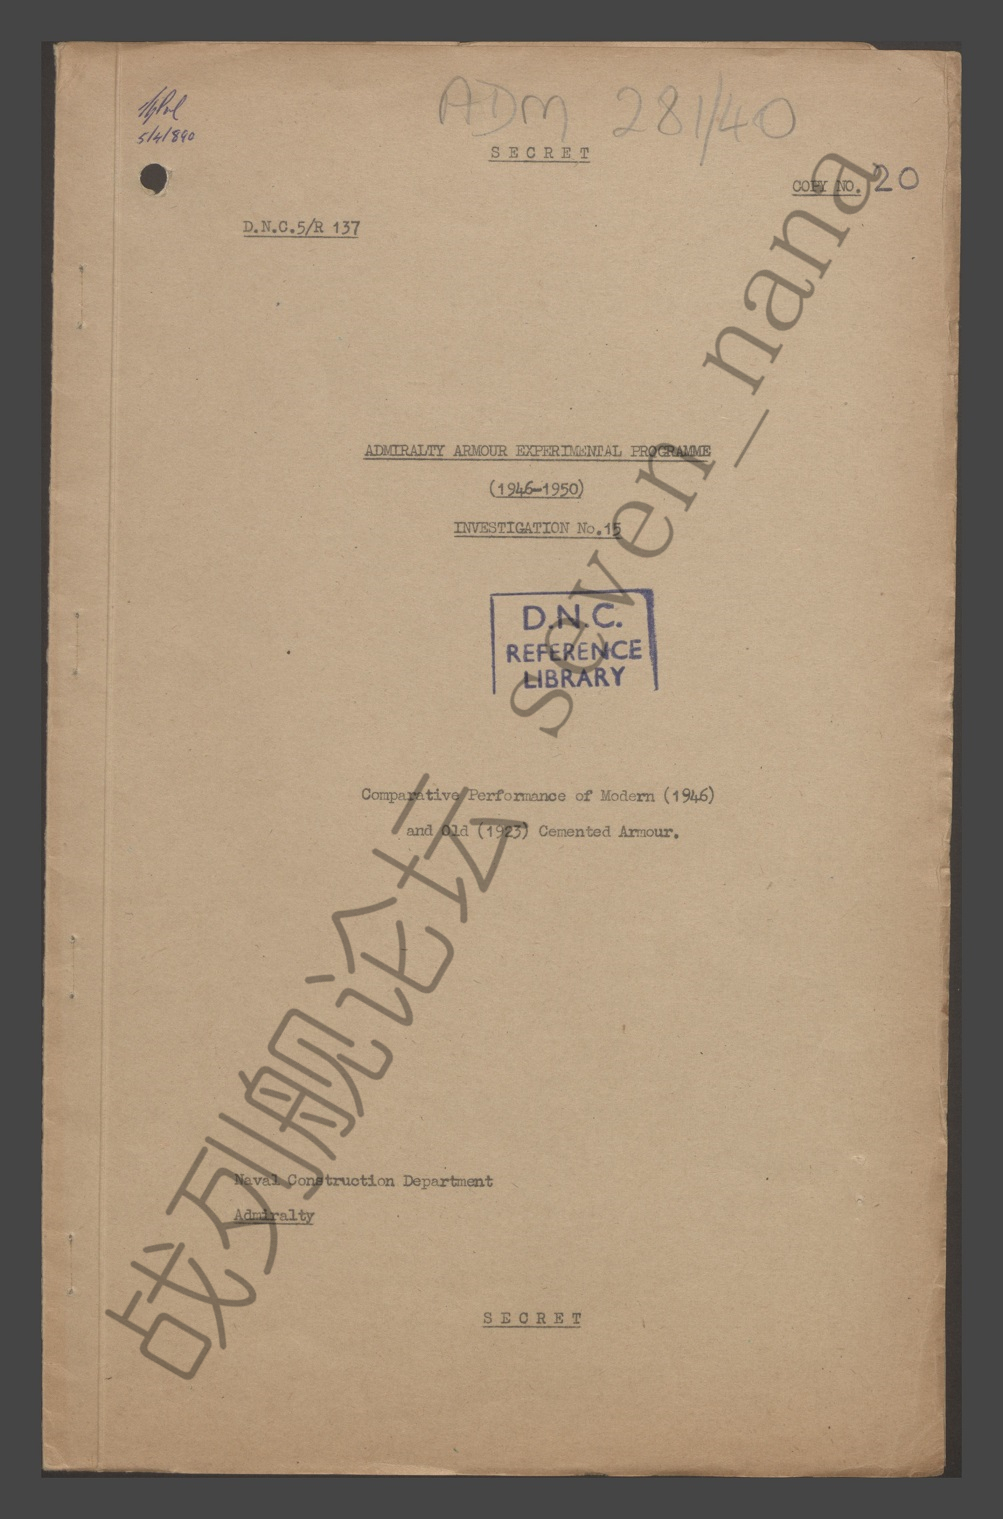 ADM 281/40
5/4/890
SECRET
COPY NO. 20
D.N.C.5/R 137
ADMIRALTY ARMOUR EXPERIMENTAL PROGRAMME
(1946-1950)
INVESTIGATION No.15
D.N.C.
REFERENCE
LIBRARY
Comparative Performance of Modern (1946)
and Old (1923) Cemented Armour.
Naval Construction Department
Admiralty
SECRET
战列舰论坛 seven_nana